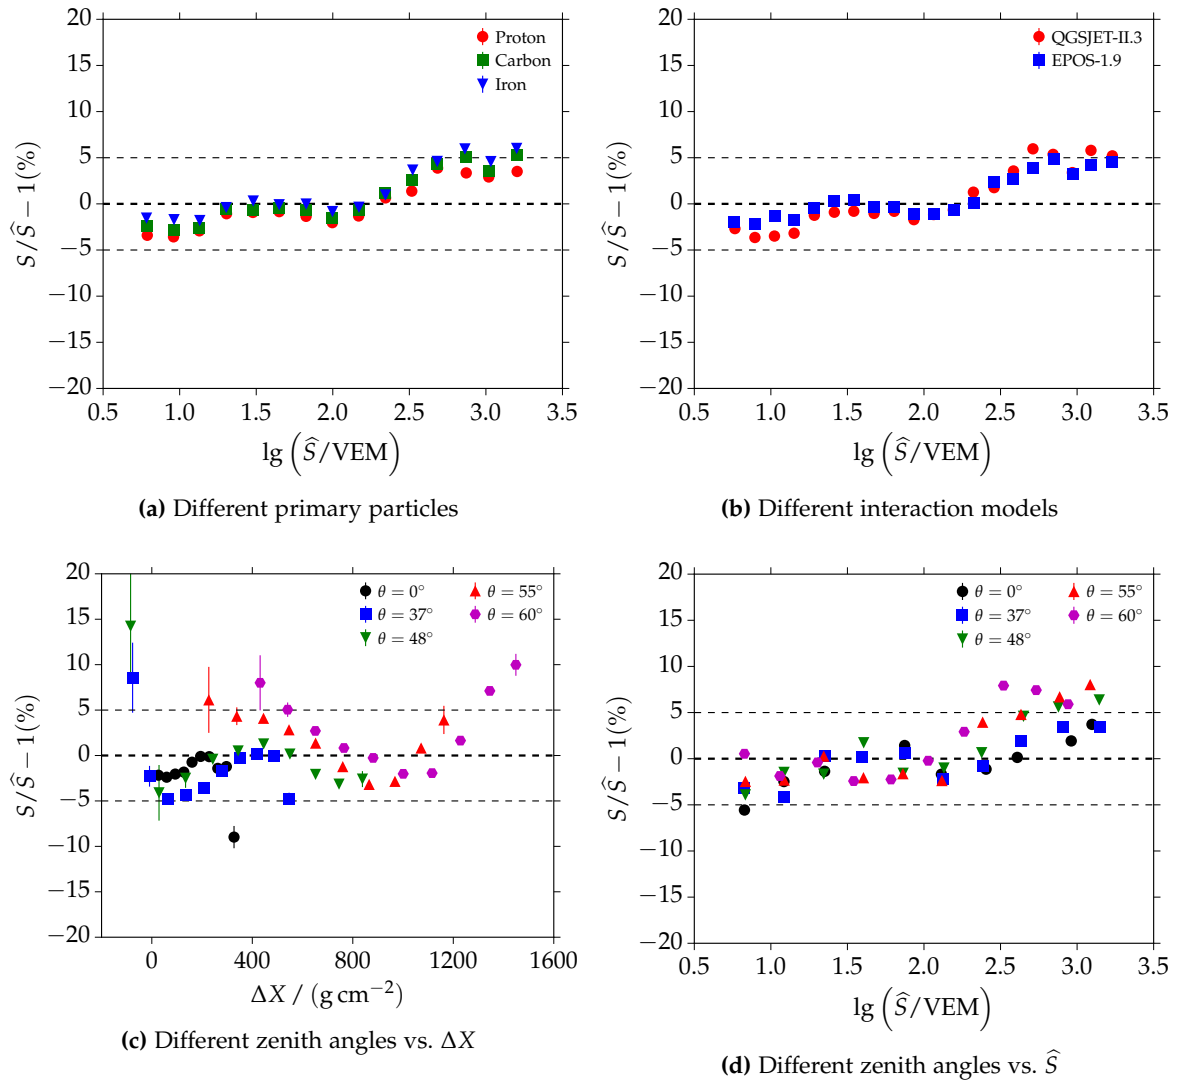 20
15
10
5
0
−5
−10
−15
−20
0.5 1.0 1.5 2.0 2.5 3.0 3.5
S/Ŝ − 1(%)
lg (Ŝ/VEM)
Proton
Carbon
Iron
(a) Different primary particles
20
15
10
5
0
−5
−10
−15
−20
0.5 1.0 1.5 2.0 2.5 3.0 3.5
S/Ŝ − 1(%)
lg (Ŝ/VEM)
QGSJET-II.3
EPOS-1.9
(b) Different interaction models
20
15
10
5
0
−5
−10
−15
−20
0 400 800 1200 1600
S/Ŝ − 1(%)
ΔX / (g cm⁻²)
θ = 0° θ = 55°
θ = 37° θ = 60°
θ = 48°
(c) Different zenith angles vs. ΔX
20
15
10
5
0
−5
−10
−15
−20
0.5 1.0 1.5 2.0 2.5 3.0 3.5
S/Ŝ − 1(%)
lg (Ŝ/VEM)
θ = 0° θ = 55°
θ = 37° θ = 60°
θ = 48°
(d) Different zenith angles vs. Ŝ